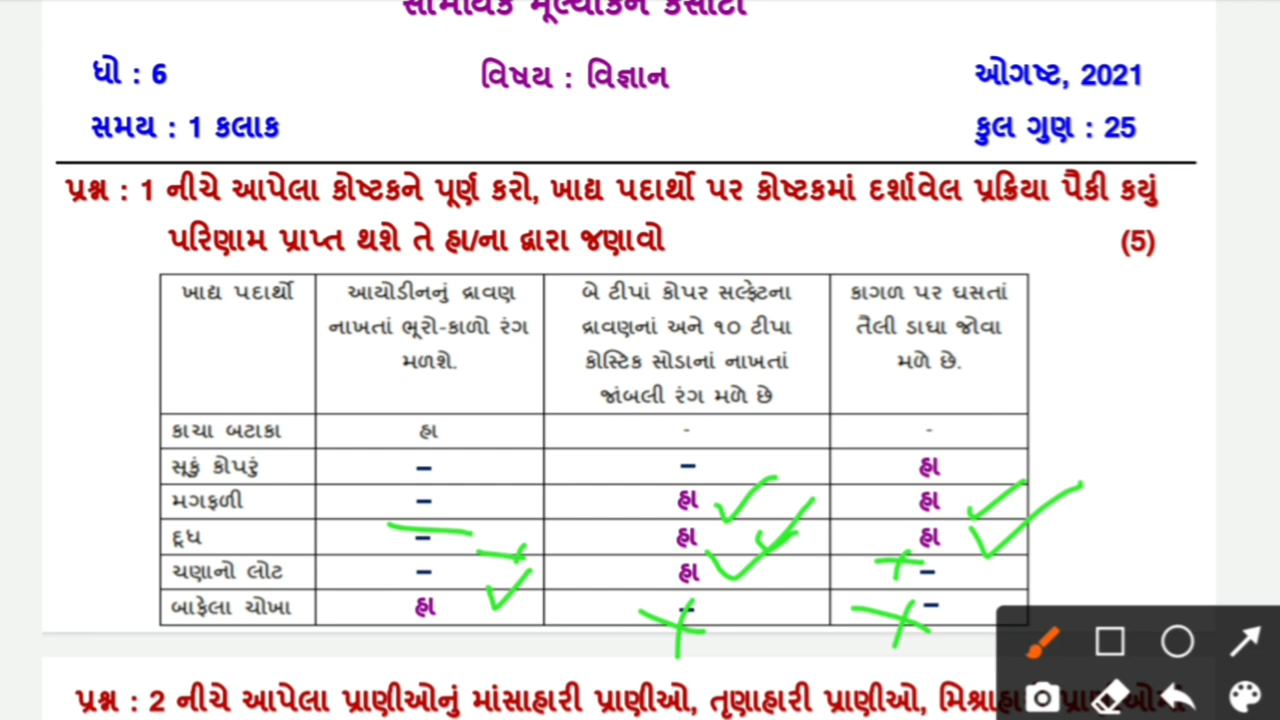 સામયિક મૂલ્યાંકન કસોટી
ધો : 6 વિષય : વિજ્ઞાન ઓગષ્ટ, 2021
સમય : 1 કલાક કુલ ગુણ : 25
પ્રશ્ન : 1 નીચે આપેલા કોષ્ટકને પૂર્ણ કરો, ખાદ્ય પદાર્થો પર કોષ્ટકમાં દર્શાવેલ પ્રક્રિયા પૈકી કયું
પરિણામ પ્રાપ્ત થશે તે હા/ના દ્વારા જણાવો (5)
ખાદ્ય પદાર્થો
આયોડીનનું દ્રાવણ
નાખતાં ભૂરો-કાળો રંગ
મળશે.
બે ટીપાં કોપર સલ્ફેટના
દ્રાવણનાં અને ૧૦ ટીપા
કોસ્ટિક સોડાનાં નાખતાં
જાંબલી રંગ મળે છે
કાગળ પર ઘસતાં
તૈલી ડાઘા જોવા
મળે છે.
કાચા બટાકા હા - -
સૂકું કોપરું – – હા
મગફળી – હા હા
દૂધ – હા હા
ચણાનો લોટ – હા –
બાફેલા ચોખા હા – –
પ્રશ્ન : 2 નીચે આપેલા પ્રાણીઓનું માંસાહારી પ્રાણીઓ, તૃણાહારી પ્રાણીઓ,